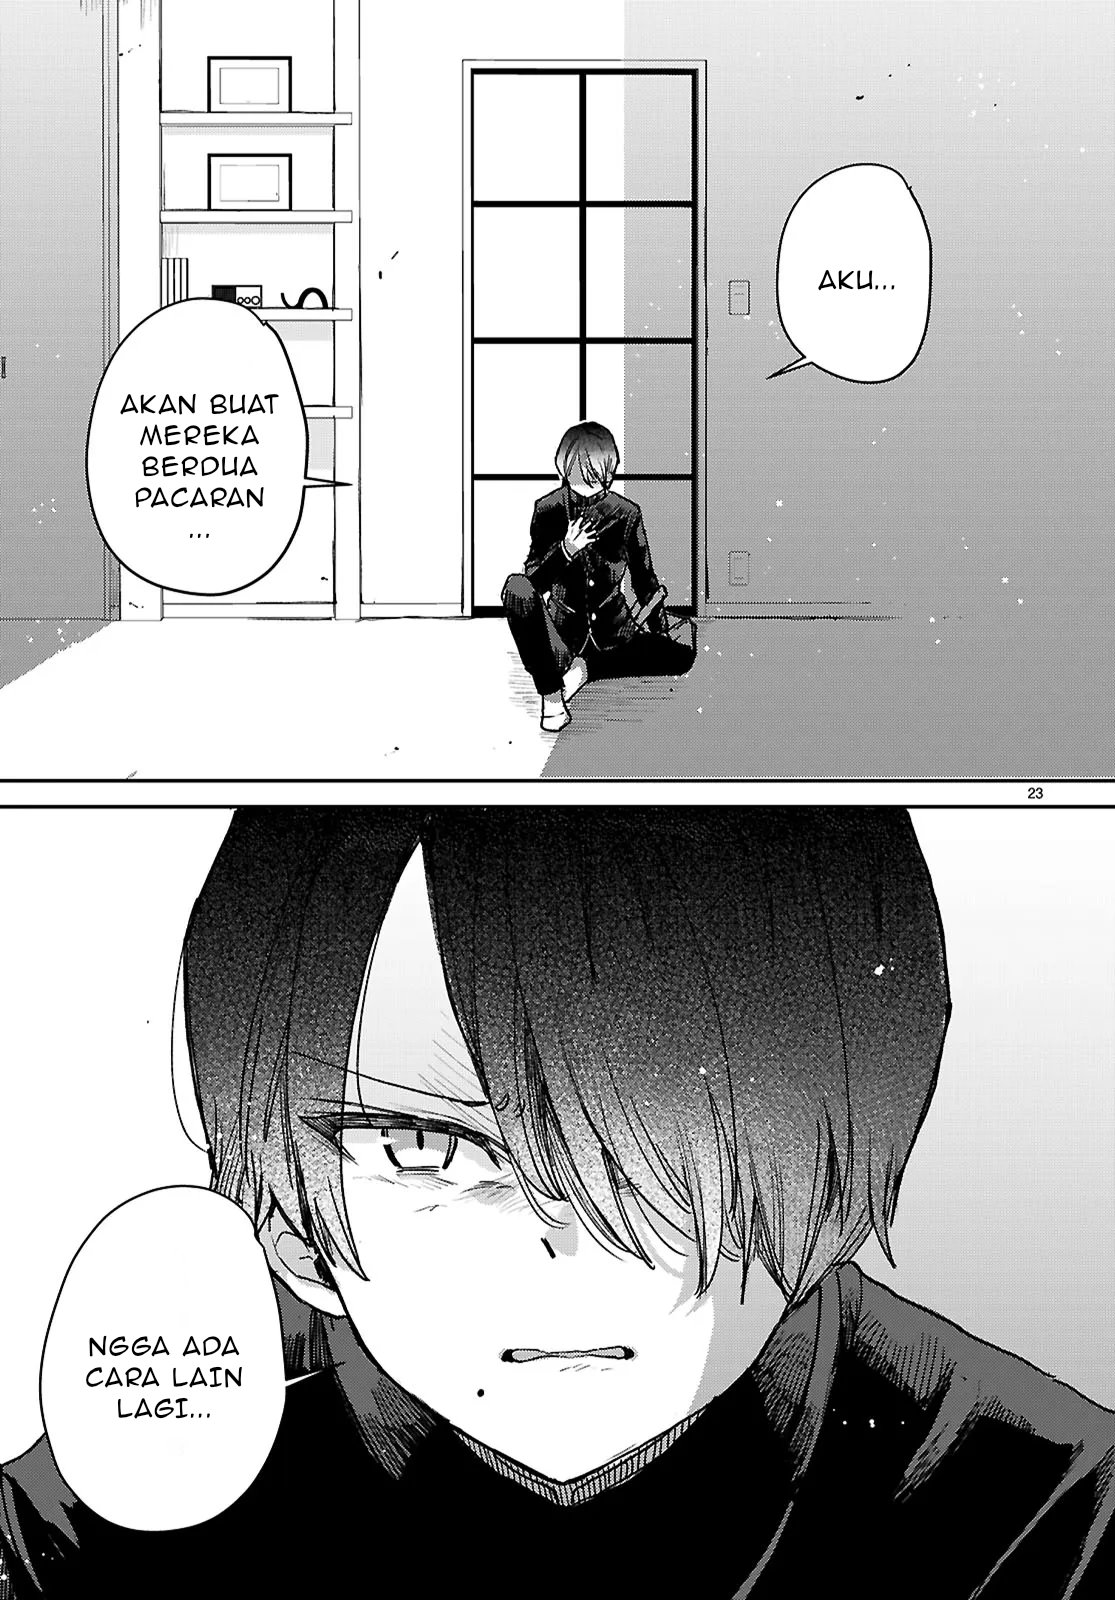 AKU...
AKAN BUAT
MEREKA
BERDUA
PACARAN
...
23
NGGA ADA
CARA LAIN
LAGI...